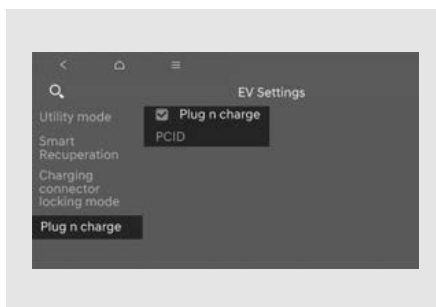 EV Settings
Utility mode
Smart
Recuperation
Charging
connector
locking mode
Plug n charge
Plug n charge
PCID